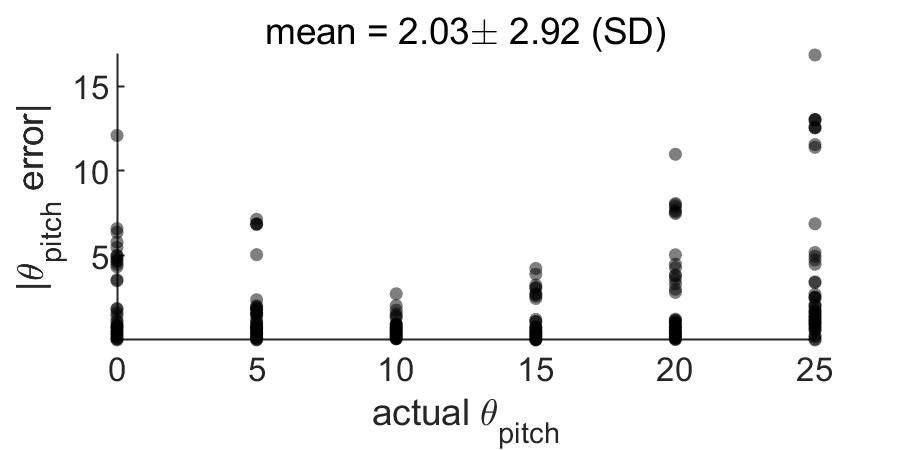 mean = 2.03± 2.92 (SD)
|θpitch error|
15
10
5
0 5 10 15 20 25
actual θpitch